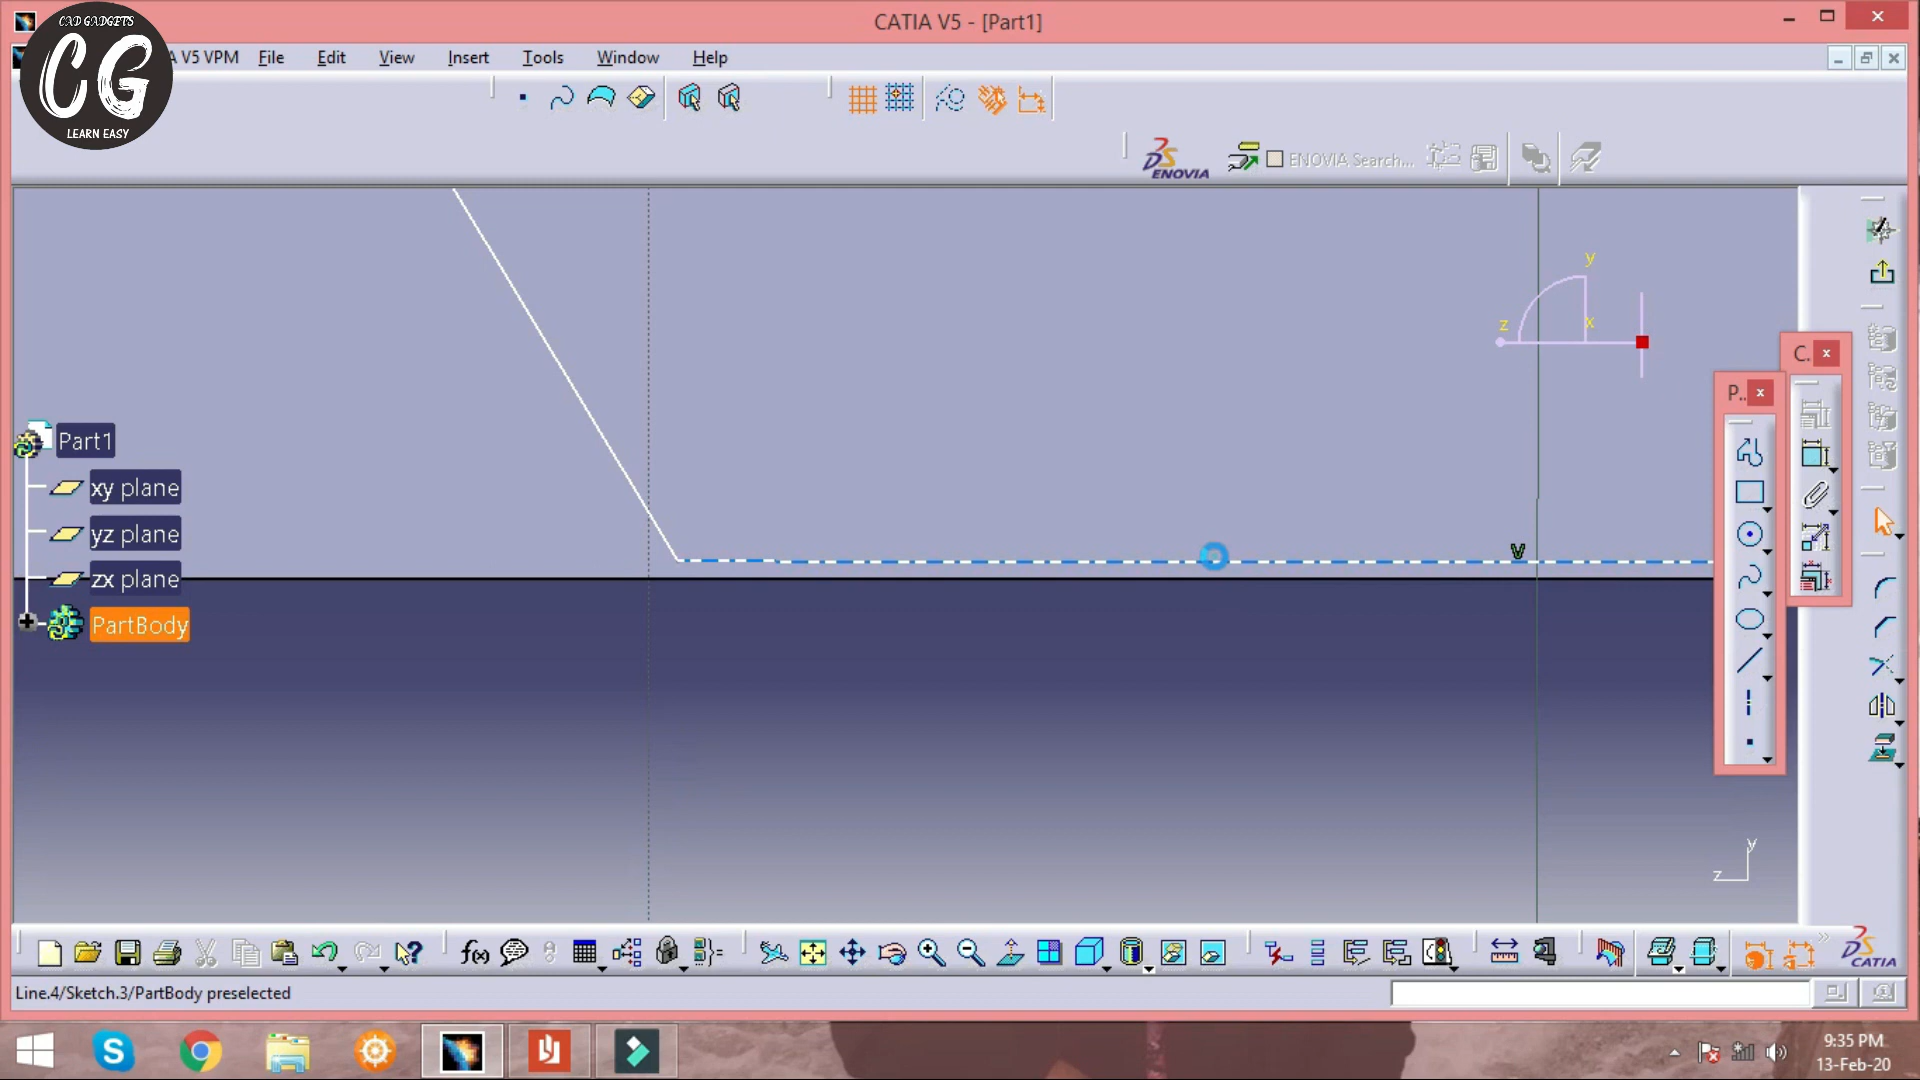 CATIA V5 - [Part1]
CAD GADGETS
CG
LEARN EASY
A V5 VPM File Edit View Insert Tools Window Help
ENOVIA
ENOVIA Search...
y
z x
V
P..
C.
Part1
xy plane
yz plane
zx plane
PartBody
y
z
f(x)
CATIA
Line.4/Sketch.3/PartBody preselected
9:35 PM
13-Feb-20